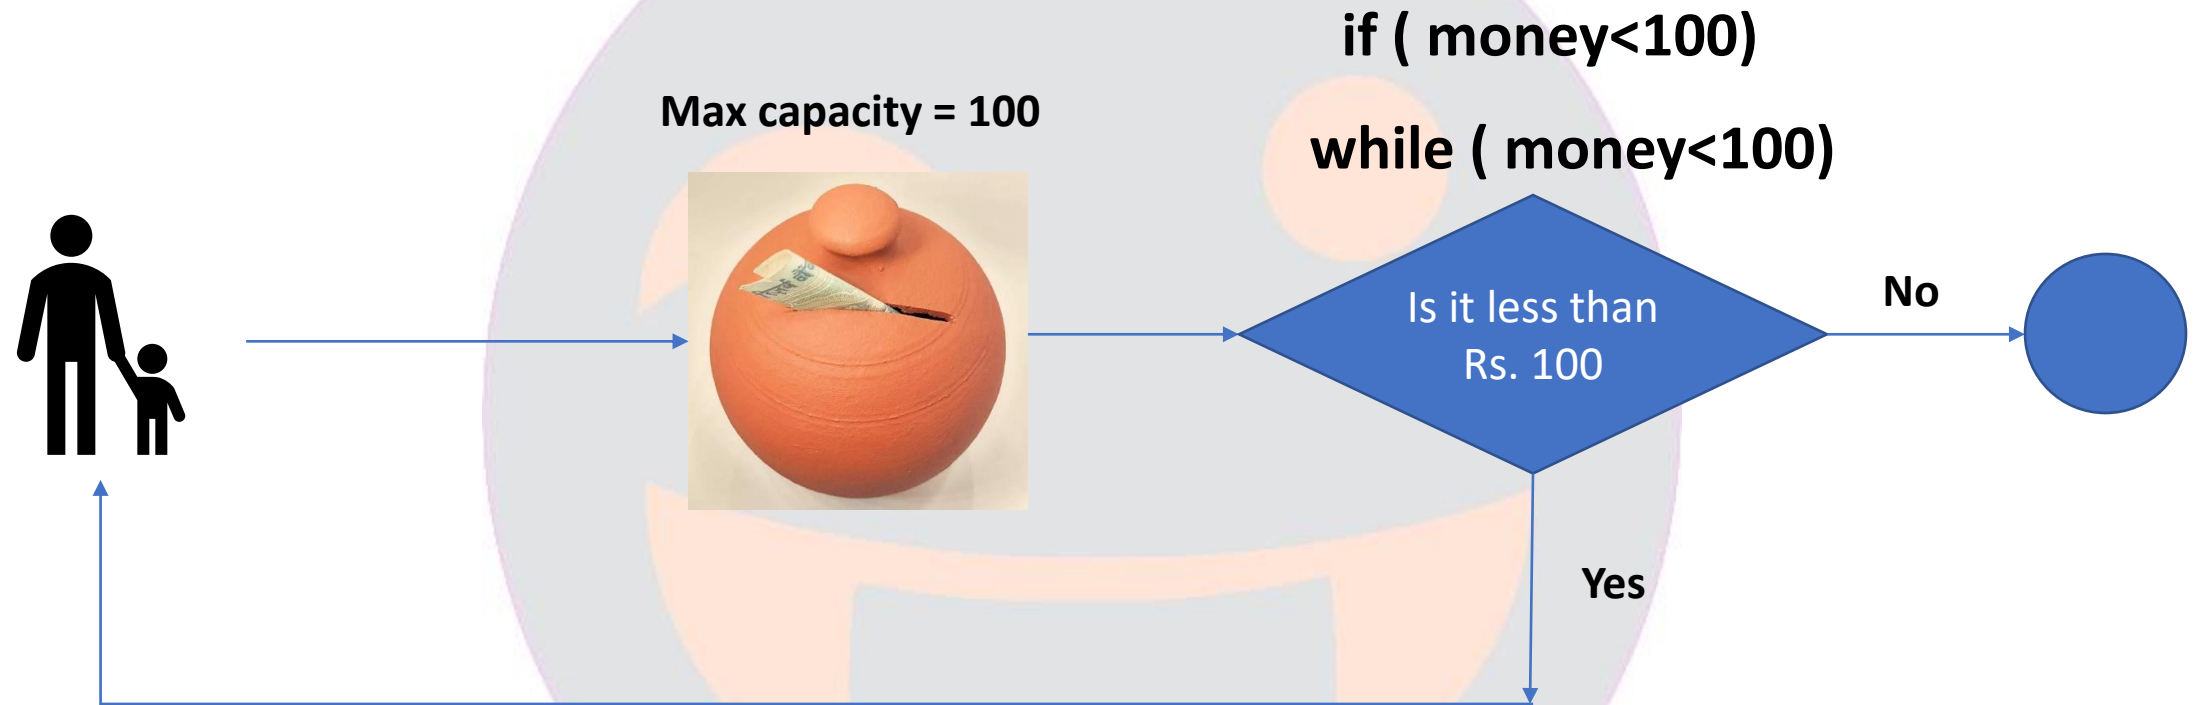 if ( money<100)
Max capacity = 100
while ( money<100)
Is it less than
Rs. 100
No
Yes